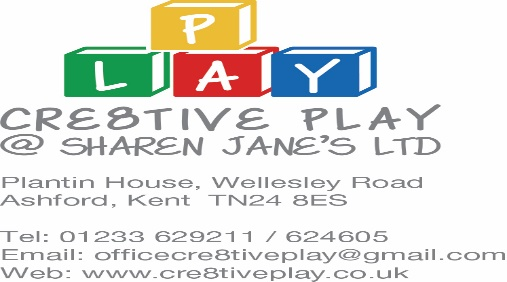 P
L A Y
CRE8TIVE PLAY
@ SHAREN JANE'S LTD
Plantin House, Wellesley Road
Ashford, Kent TN24 8ES
Tel: 01233 629211 / 624605
Email: officecre8tiveplay@gmail.com
Web: www.cre8tiveplay.co.uk